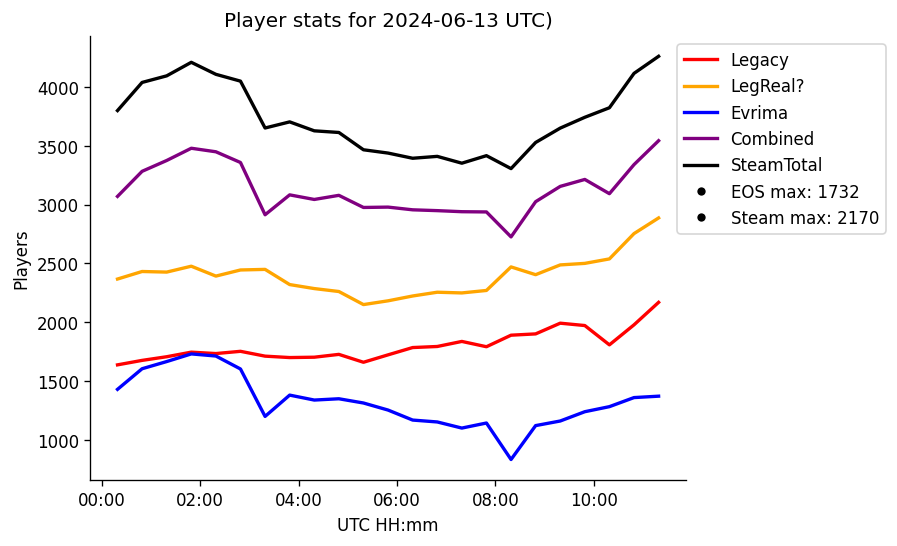 Player stats for 2024-06-13 UTC)
Legacy
LegReal?
Evrima
Combined
SteamTotal
EOS max: 1732
Steam max: 2170
Players
4000
3500
3000
2500
2000
1500
1000
00:00
02:00
04:00
06:00
08:00
10:00
UTC HH:mm